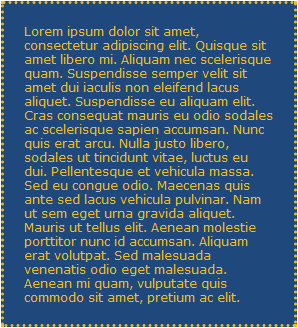 Lorem ipsum dolor sit amet,
consectetur adipiscing elit. Quisque sit
amet libero mi. Aliquam nec scelerisque
quam. Suspendisse semper velit sit
amet dui iaculis non eleifend lacus
aliquet. Suspendisse eu aliquam elit.
Cras consequat mauris eu odio sodales
ac scelerisque sapien accumsan. Nunc
quis erat arcu. Nulla justo libero,
sodales ut tincidunt vitae, luctus eu
dui. Pellentesque et vehicula massa.
Sed eu congue odio. Maecenas quis
ante sed lacus vehicula pulvinar. Nam
ut sem eget urna gravida aliquet.
Mauris ut tellus elit. Aenean molestie
porttitor nunc id accumsan. Aliquam
erat volutpat. Sed malesuada
venenatis odio eget malesuada.
Aenean mi quam, vulputate quis
commodo sit amet, pretium ac elit.